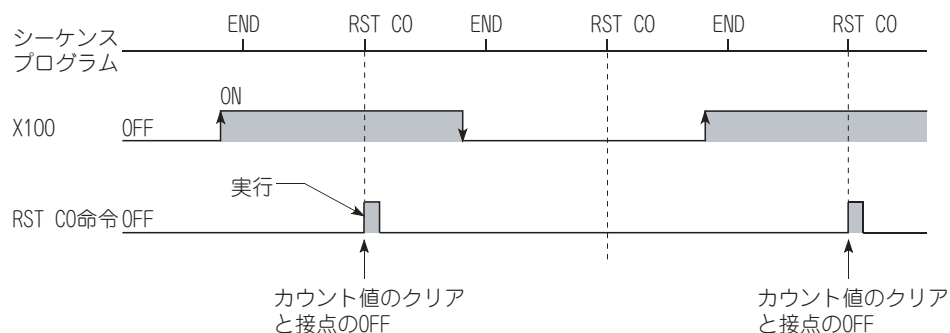 END RST C0 END RST C0 END RST C0
シーケンス
プログラム
ON
X100 OFF
実行
RST C0命令 OFF
カウント値のクリア
と接点のOFF
カウント値のクリア
と接点のOFF